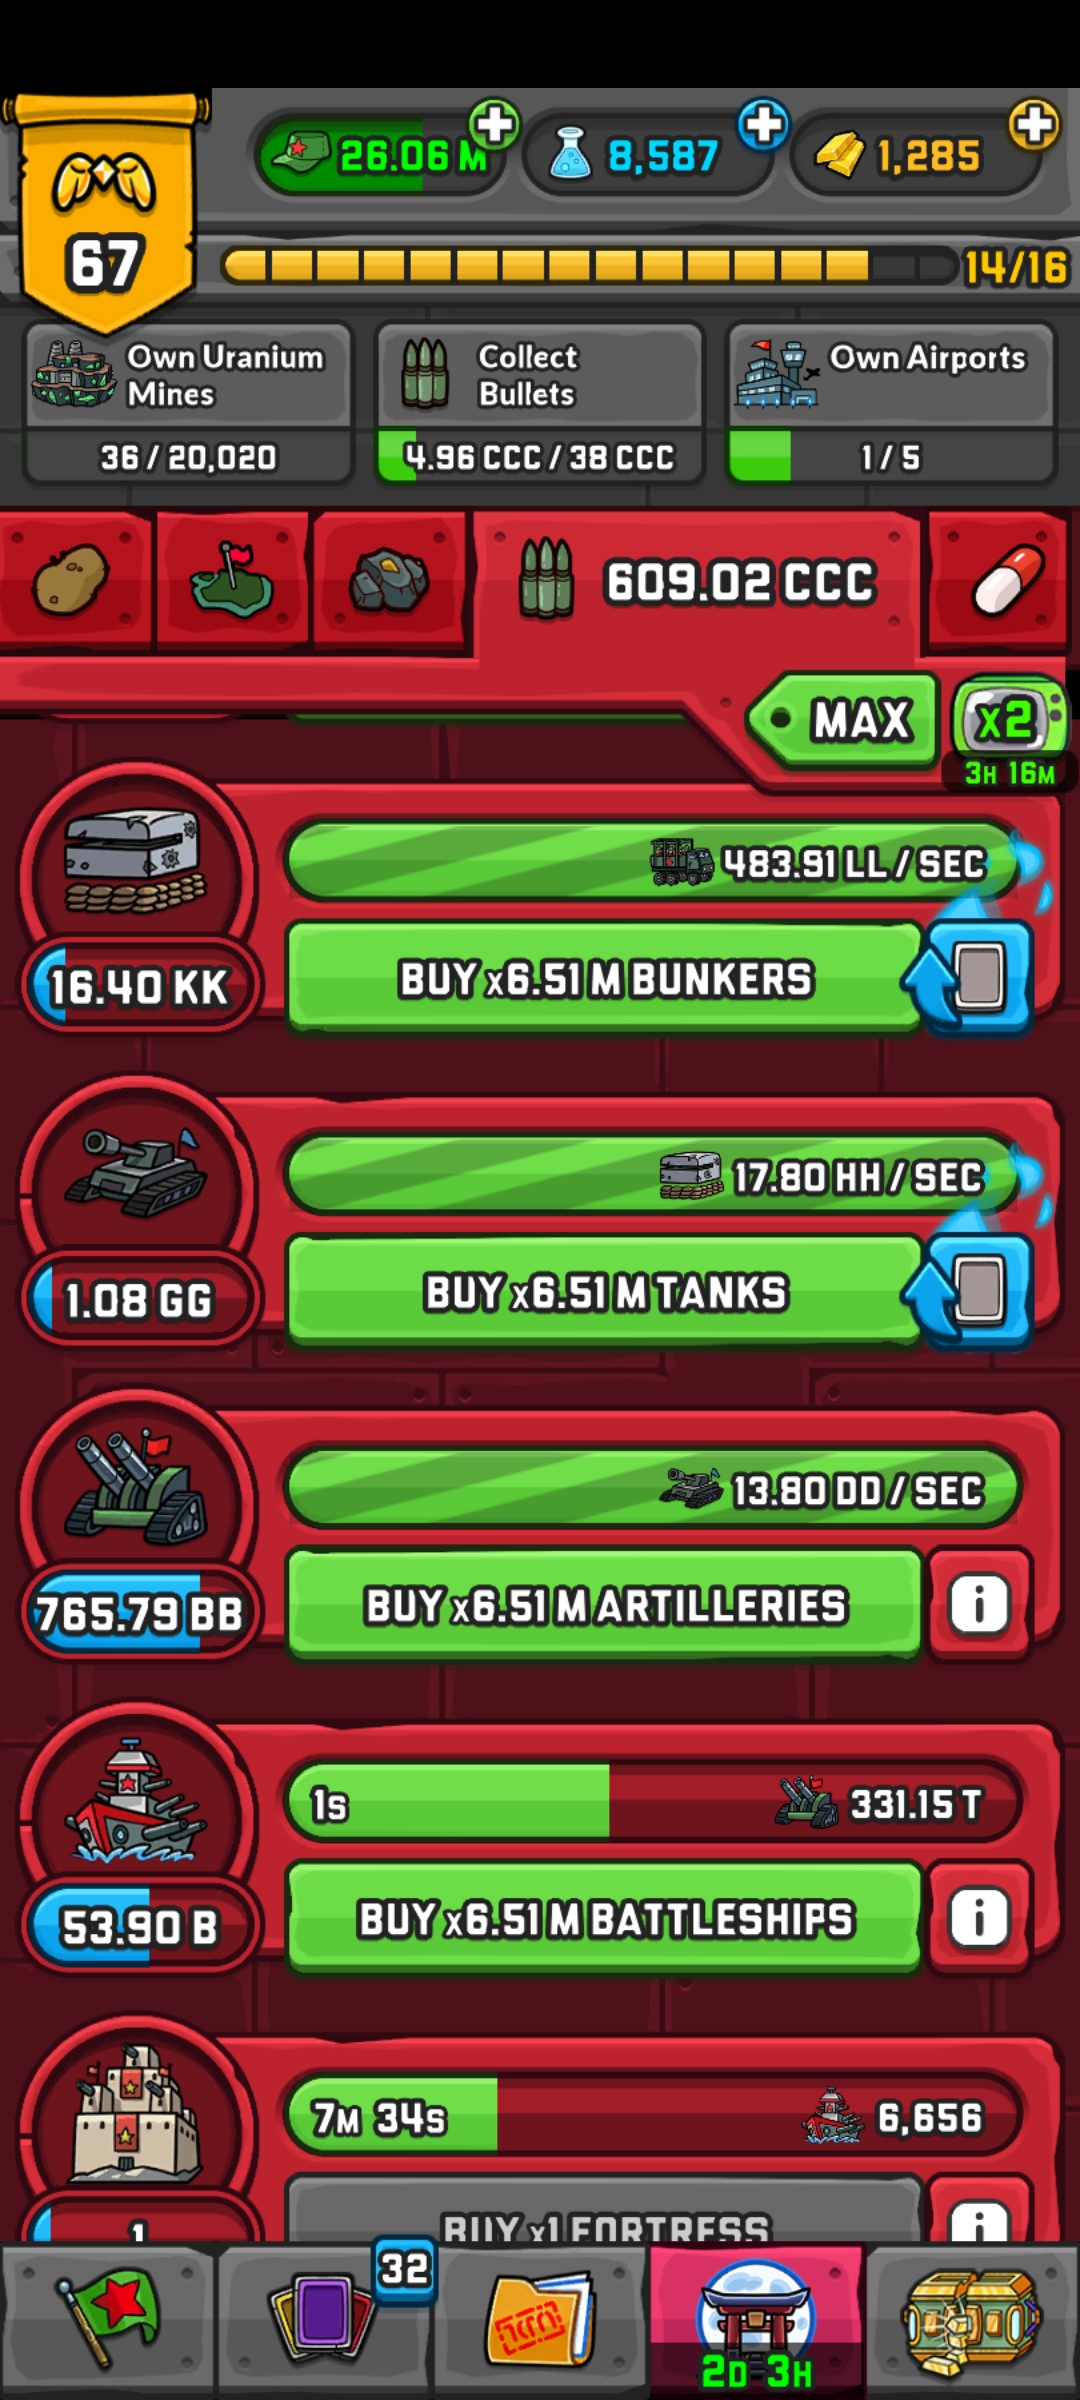 26.06 M
8,587
1,285
67
14/16
Own Uranium
Mines
36 / 20,020
Collect
Bullets
4.96 CCC / 38 CCC
Own Airports
1 / 5
609.02 CCC
MAX
x2
3H 16M
483.91 LL / SEC
16.40 KK
BUY x6.51 M BUNKERS
17.80 HH / SEC
1.08 GG
BUY x6.51 M TANKS
13.80 DD / SEC
765.79 BB
BUY x6.51 M ARTILLERIES
i
1s
331.15 T
53.90 B
BUY x6.51 M BATTLESHIPS
i
7M 34s
6,656
1
BUY x1 FORTRESS
i
32
2D 3H